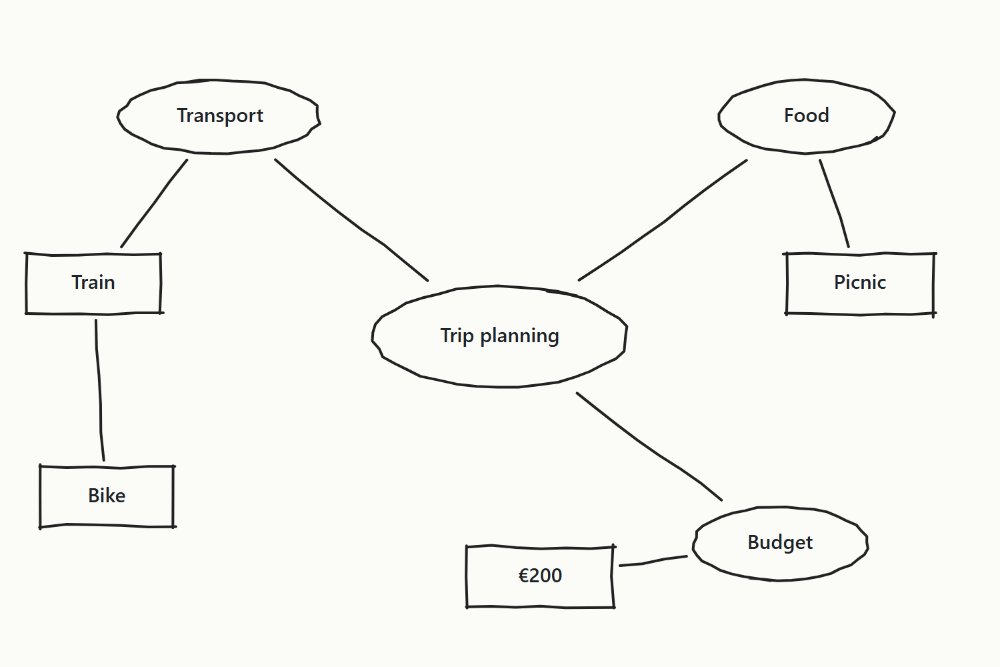 Transport
Food
Train
Picnic
Trip planning
Bike
Budget
€200